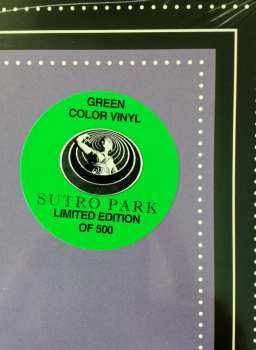 GREEN
COLOR VINYL
SUTRO PARK
LIMITED EDITION
OF 500